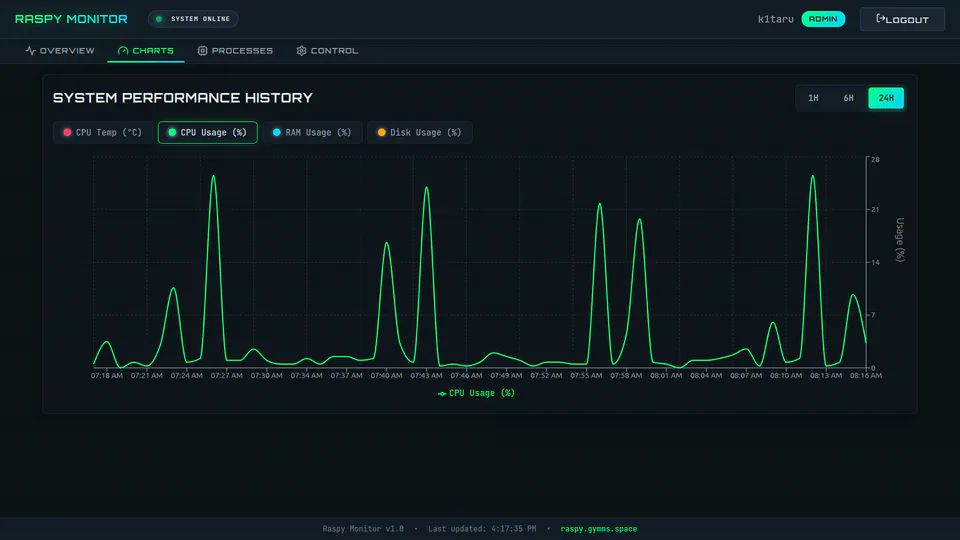 RASPY MONITOR
SYSTEM ONLINE
k1taru
ADMIN
LOGOUT
OVERVIEW
CHARTS
PROCESSES
CONTROL
SYSTEM PERFORMANCE HISTORY
1H 6H 24H
CPU Temp (°C) CPU Usage (%) RAM Usage (%) Disk Usage (%)
28
21
14
7
0
Usage (%)
07:18 AM 07:21 AM 07:24 AM 07:27 AM 07:30 AM 07:34 AM 07:37 AM 07:40 AM 07:43 AM 07:46 AM 07:49 AM 07:52 AM 07:55 AM 07:58 AM 08:01 AM 08:04 AM 08:07 AM 08:10 AM 08:13 AM 08:16 AM
CPU Usage (%)
Raspy Monitor v1.0 • Last updated: 4:17:35 PM • raspy.gymms.space